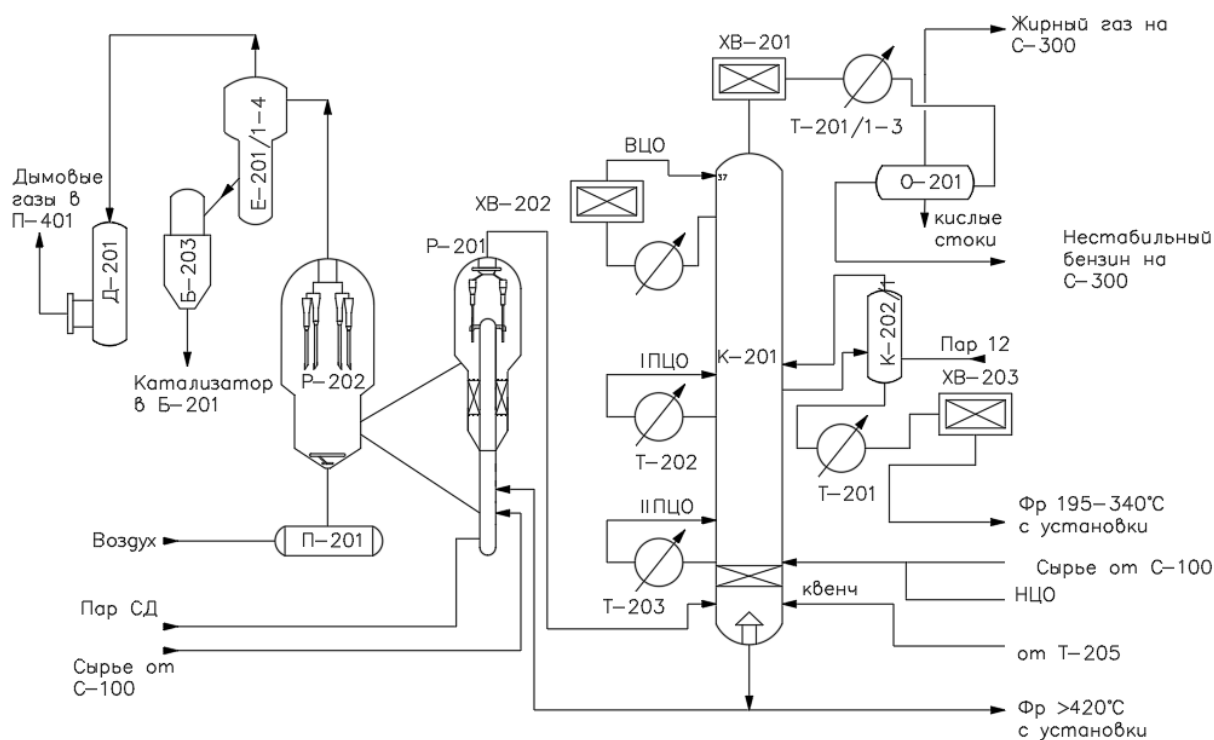 Жирный газ на
С-300
ХВ-201
Т-201/1-3
Е-201/1-4
ВЦО
37
О-201
Дымовые
газы в
П-401
ХВ-202
кислые
стоки
Р-201
Нестабильный
бензин на
С-300
Д-201
Б-203
К-202/1
Пар 12
К-201
IПЦО
Катализатор
в Б-201
Р-202
ХВ-203
Т-202
Т-201
IIПЦО
Фр 195-340°С
с установки
Воздух
П-201
Сырье от С-100
Т-203
квенч
НЦО
Пар СД
от Т-205
Сырье от
С-100
Фр >420°С
с установки